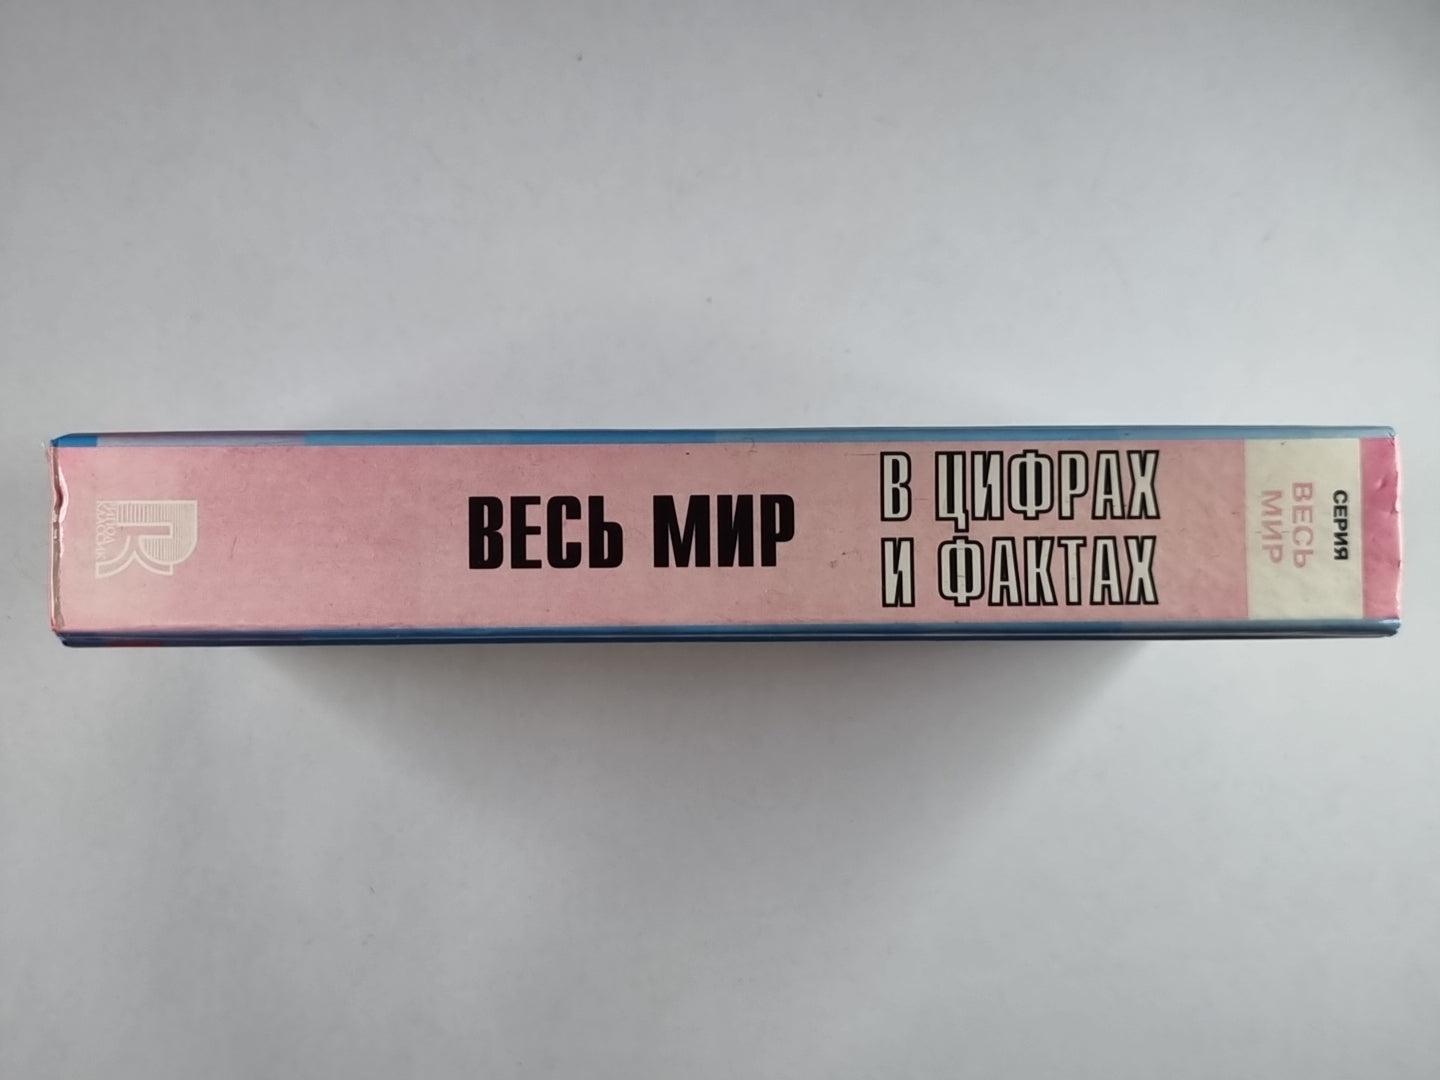 ВЕСЬ МИР
В ЦИФРАХ
И ФАКТАХ
СЕРИЯ
ВЕСЬ
МИР